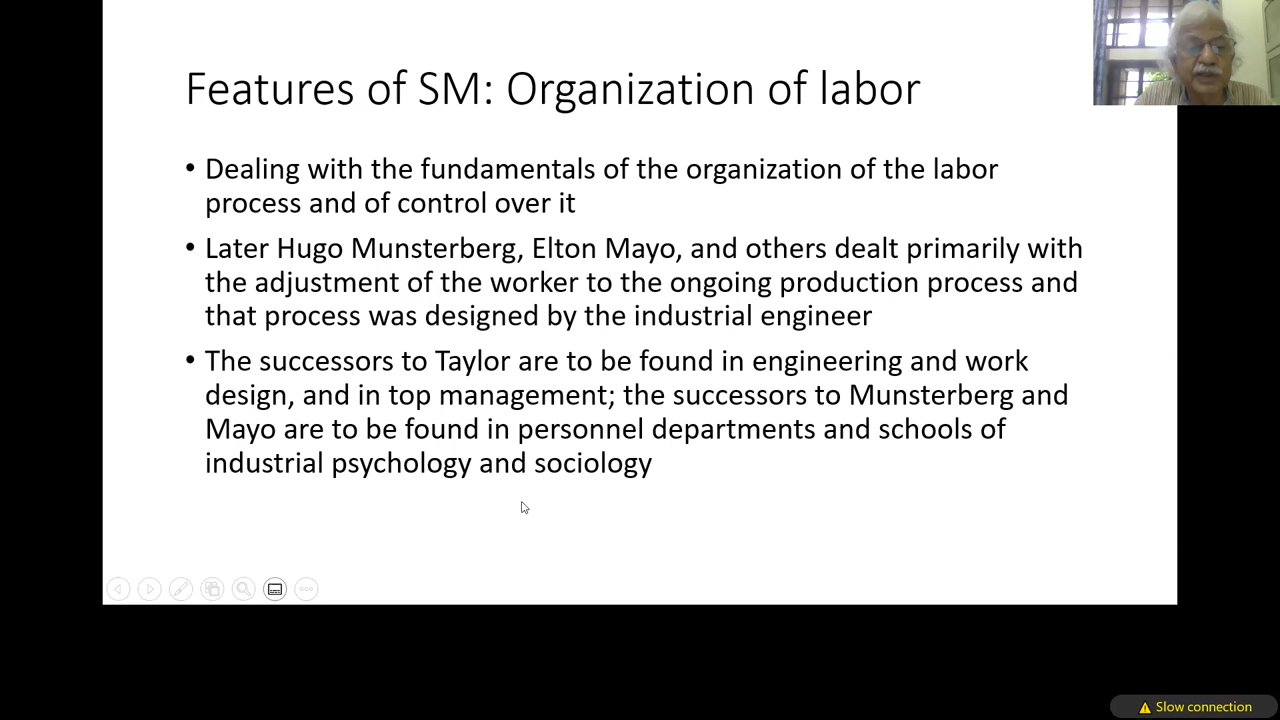 Features of SM: Organization of labor
• Dealing with the fundamentals of the organization of the labor
process and of control over it
• Later Hugo Munsterberg, Elton Mayo, and others dealt primarily with
the adjustment of the worker to the ongoing production process and
that process was designed by the industrial engineer
• The successors to Taylor are to be found in engineering and work
design, and in top management; the successors to Munsterberg and
Mayo are to be found in personnel departments and schools of
industrial psychology and sociology
Slow connection